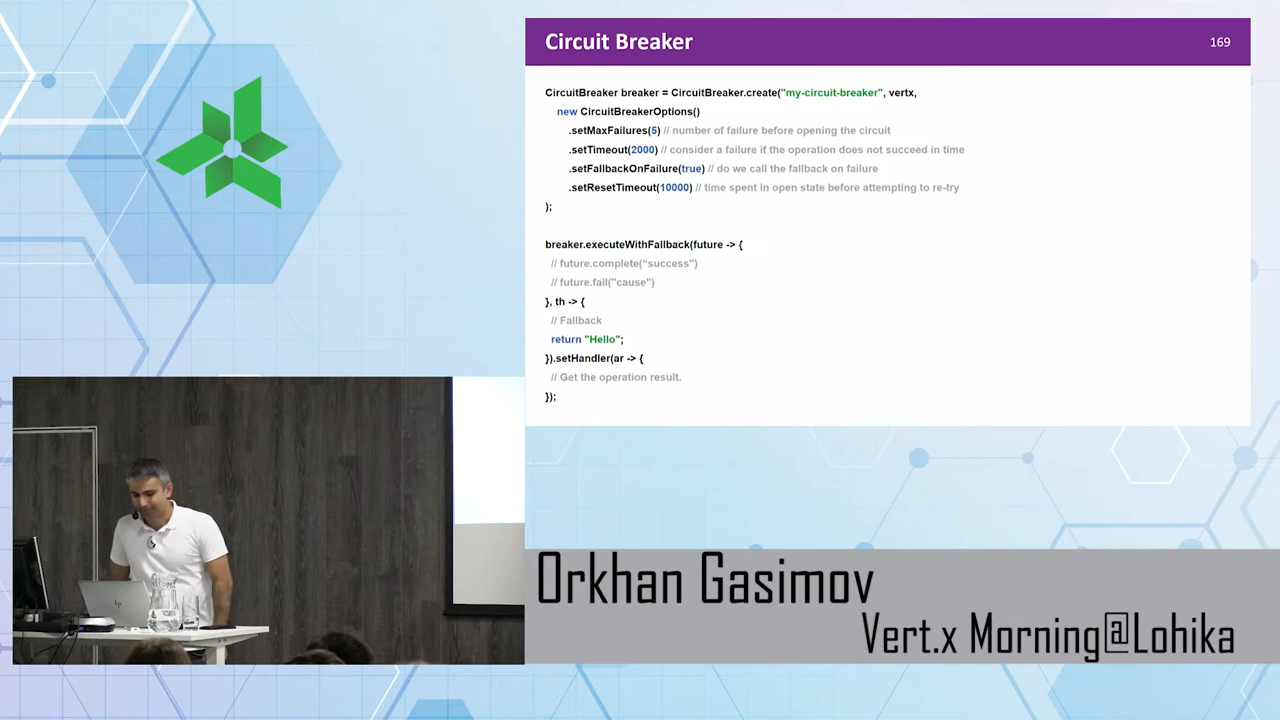 Circuit Breaker
169
CircuitBreaker breaker = CircuitBreaker.create("my-circuit-breaker", vertx,
new CircuitBreakerOptions()
.setMaxFailures(5) // number of failure before opening the circuit
.setTimeout(2000) // consider a failure if the operation does not succeed in time
.setFallbackOnFailure(true) // do we call the fallback on failure
.setResetTimeout(10000) // time spent in open state before attempting to re-try
);
breaker.executeWithFallback(future -> {
// future.complete(“success")
// future.fail("cause")
}, th -> {
// Fallback
return "Hello";
}).setHandler(ar -> {
// Get the operation result.
});
Orkhan Gasimov
Vert.x Morning@Lohika